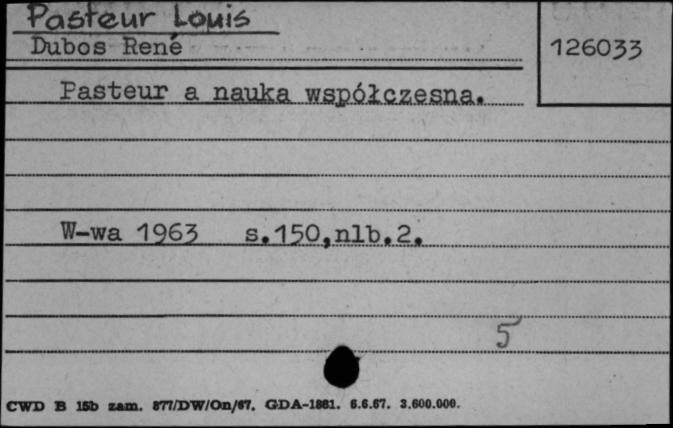 Pasteur Louis
Dubos René
126033
Pasteur a nauka współczesna.
W-wa 1963 s.150,nlb.2.
5
CWD B 15b zam. 877/DW/On/67. GDA-1881. 6.6.67. 3.600.000.